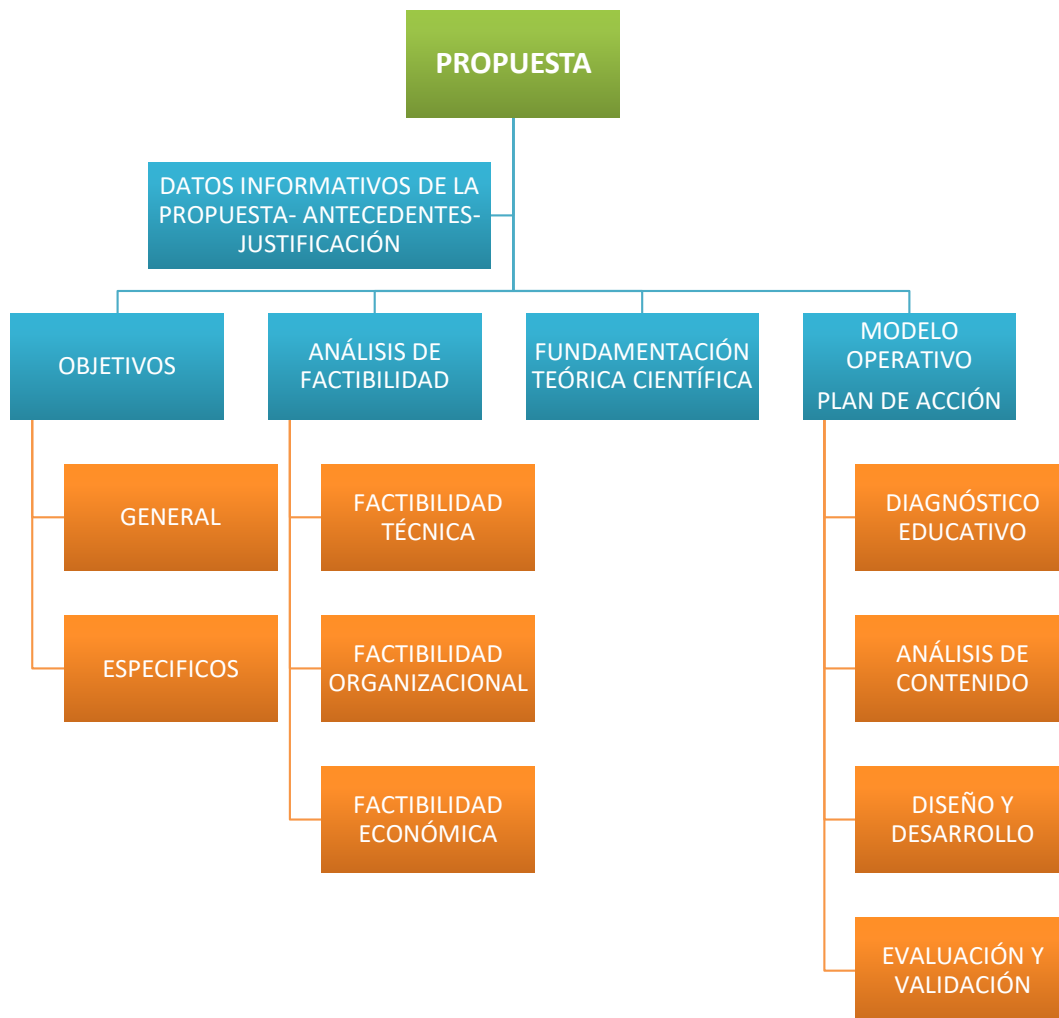 PROPUESTA
DATOS INFORMATIVOS DE LA
PROPUESTA- ANTECEDENTES-
JUSTIFICACIÓN
OBJETIVOS
GENERAL
ESPECIFICOS
ANÁLISIS DE
FACTIBILIDAD
FACTIBILIDAD
TÉCNICA
FACTIBILIDAD
ORGANIZACIONAL
FACTIBILIDAD
ECONÓMICA
FUNDAMENTACIÓN
TEÓRICA CIENTÍFICA
MODELO
OPERATIVO
PLAN DE ACCIÓN
DIAGNÓSTICO
EDUCATIVO
ANÁLISIS DE
CONTENIDO
DISEÑO Y
DESARROLLO
EVALUACIÓN Y
VALIDACIÓN